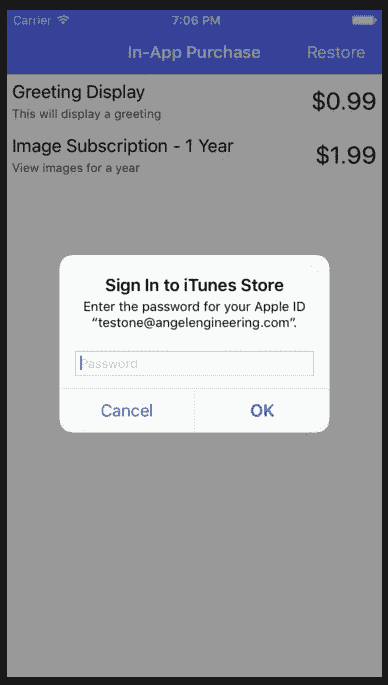 Carrier 7:06 PM
In-App Purchase Restore
Greeting Display $0.99
This will display a greeting
Image Subscription - 1 Year $1.99
View images for a year
Sign In to iTunes Store
Enter the password for your Apple ID
“testone@angelengineering.com”.
Password
Cancel OK